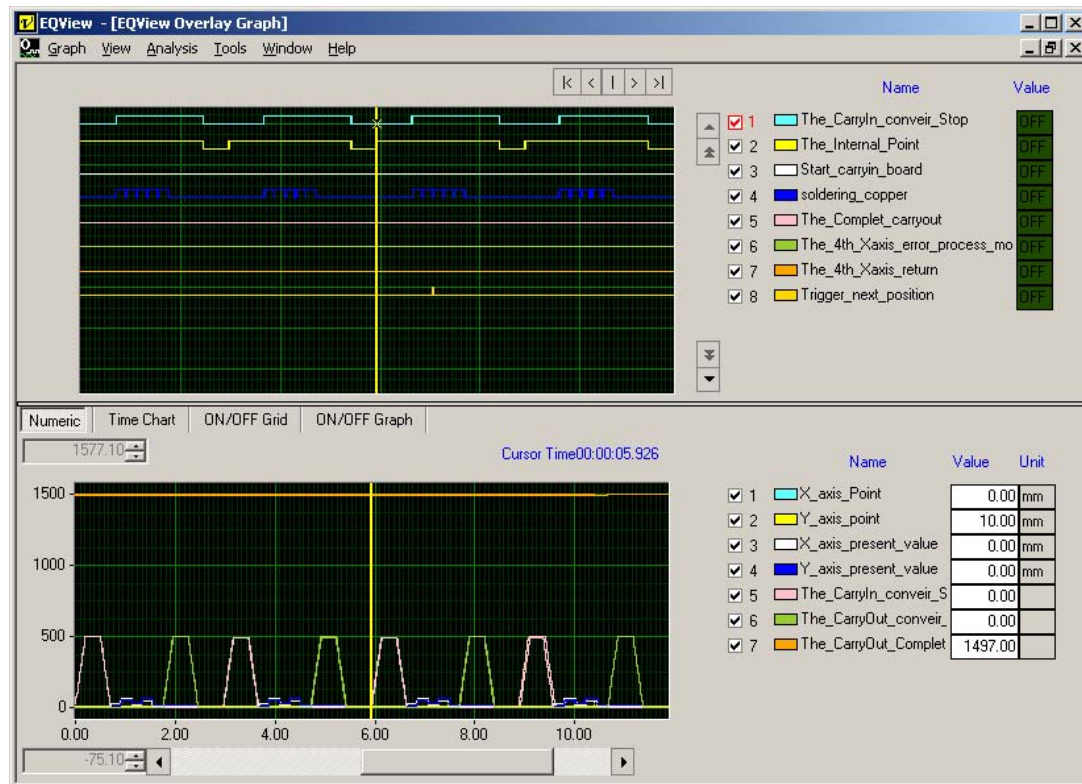 EQView - [EQView Overlay Graph]
Graph View Analysis Tools Window Help
Name Value
1 The_CarryIn_conveir_Stop OFF
2 The_Internal_Point OFF
3 Start_carryin_board OFF
4 soldering_copper OFF
5 The_Complet_carryout OFF
6 The_4th_Xaxis_error_process_mo OFF
7 The_4th_Xaxis_return OFF
8 Trigger_next_position OFF
Numeric Time Chart ON/OFF Grid ON/OFF Graph
1577.10
Cursor Time00:00:05.926
Name Value Unit
1 X_axis_Point 0.00 mm
2 Y_axis_point 10.00 mm
3 X_axis_present_value 0.00 mm
4 Y_axis_present_value 0.00 mm
5 The_CarryIn_conveir_S 0.00
6 The_CarryOut_conveir_ 0.00
7 The_CarryOut_Complet 1497.00
1500
1000
500
0
0.00 2.00 4.00 6.00 8.00 10.00
-75.10